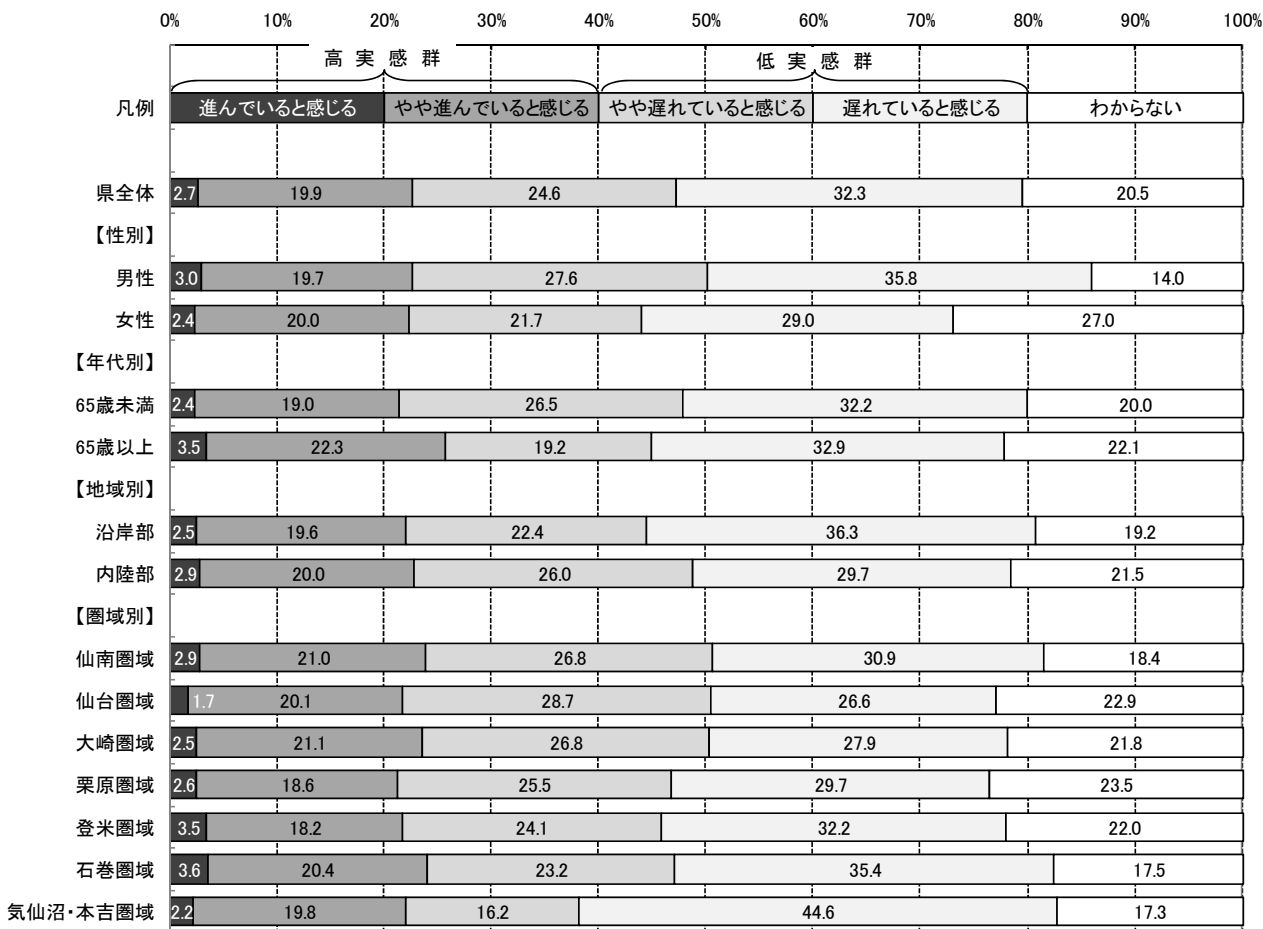 0% 10% 20% 30% 40% 50% 60% 70% 80% 90% 100%
高実感群 低実感群
凡例 進んでいると感じる やや進んでいると感じる やや遅れていると感じる 遅れていると感じる わからない
県全体 2.7 19.9 24.6 32.3 20.5
【性別】
男性 3.0 19.7 27.6 35.8 14.0
女性 2.4 20.0 21.7 29.0 27.0
【年代別】
65歳未満 2.4 19.0 26.5 32.2 20.0
65歳以上 3.5 22.3 19.2 32.9 22.1
【地域別】
沿岸部 2.5 19.6 22.4 36.3 19.2
内陸部 2.9 20.0 26.0 29.7 21.5
【圏域別】
仙南圏域 2.9 21.0 26.8 30.9 18.4
仙台圏域 1.7 20.1 28.7 26.6 22.9
大崎圏域 2.5 21.1 26.8 27.9 21.8
栗原圏域 2.6 18.6 25.5 29.7 23.5
登米圏域 3.5 18.2 24.1 32.2 22.0
石巻圏域 3.6 20.4 23.2 35.4 17.5
気仙沼・本吉圏域 2.2 19.8 16.2 44.6 17.3